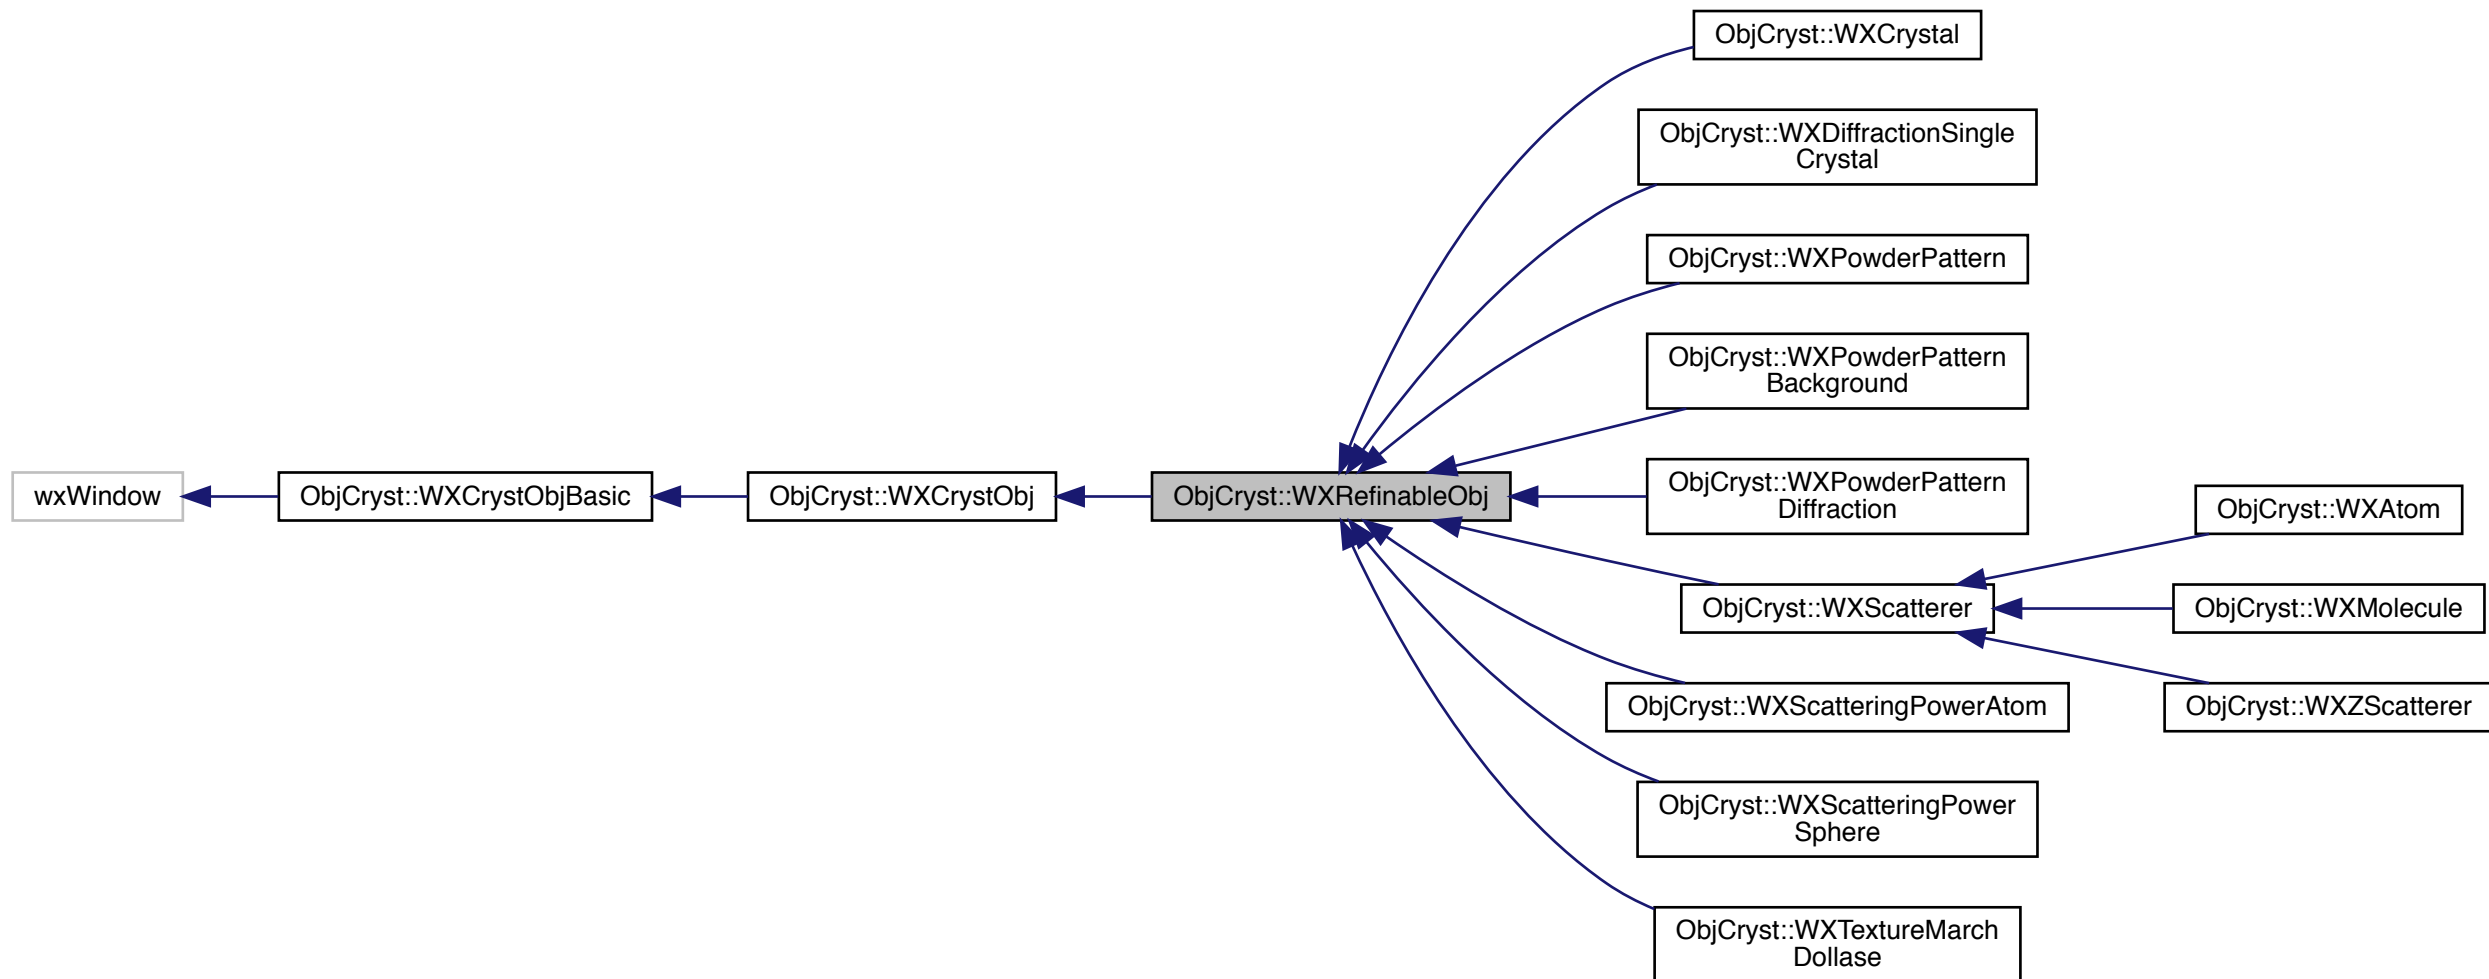 wxWindow
ObjCryst::WXCrystObjBasic
ObjCryst::WXCrystObj
ObjCryst::WXRefinableObj
ObjCryst::WXCrystal
ObjCryst::WXDiffractionSingle
Crystal
ObjCryst::WXPowderPattern
ObjCryst::WXPowderPattern
Background
ObjCryst::WXPowderPattern
Diffraction
ObjCryst::WXScatterer
ObjCryst::WXScatteringPowerAtom
ObjCryst::WXScatteringPower
Sphere
ObjCryst::WXTextureMarch
Dollase
ObjCryst::WXAtom
ObjCryst::WXMolecule
ObjCryst::WXZScatterer